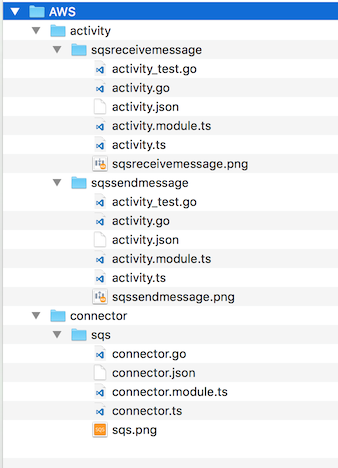 AWS
activity
sqsreceivemessage
activity_test.go
activity.go
activity.json
activity.module.ts
activity.ts
sqsreceivemessage.png
sqssendmessage
activity_test.go
activity.go
activity.json
activity.module.ts
activity.ts
sqssendmessage.png
connector
sqs
connector.go
connector.json
connector.module.ts
connector.ts
SQS sqs.png